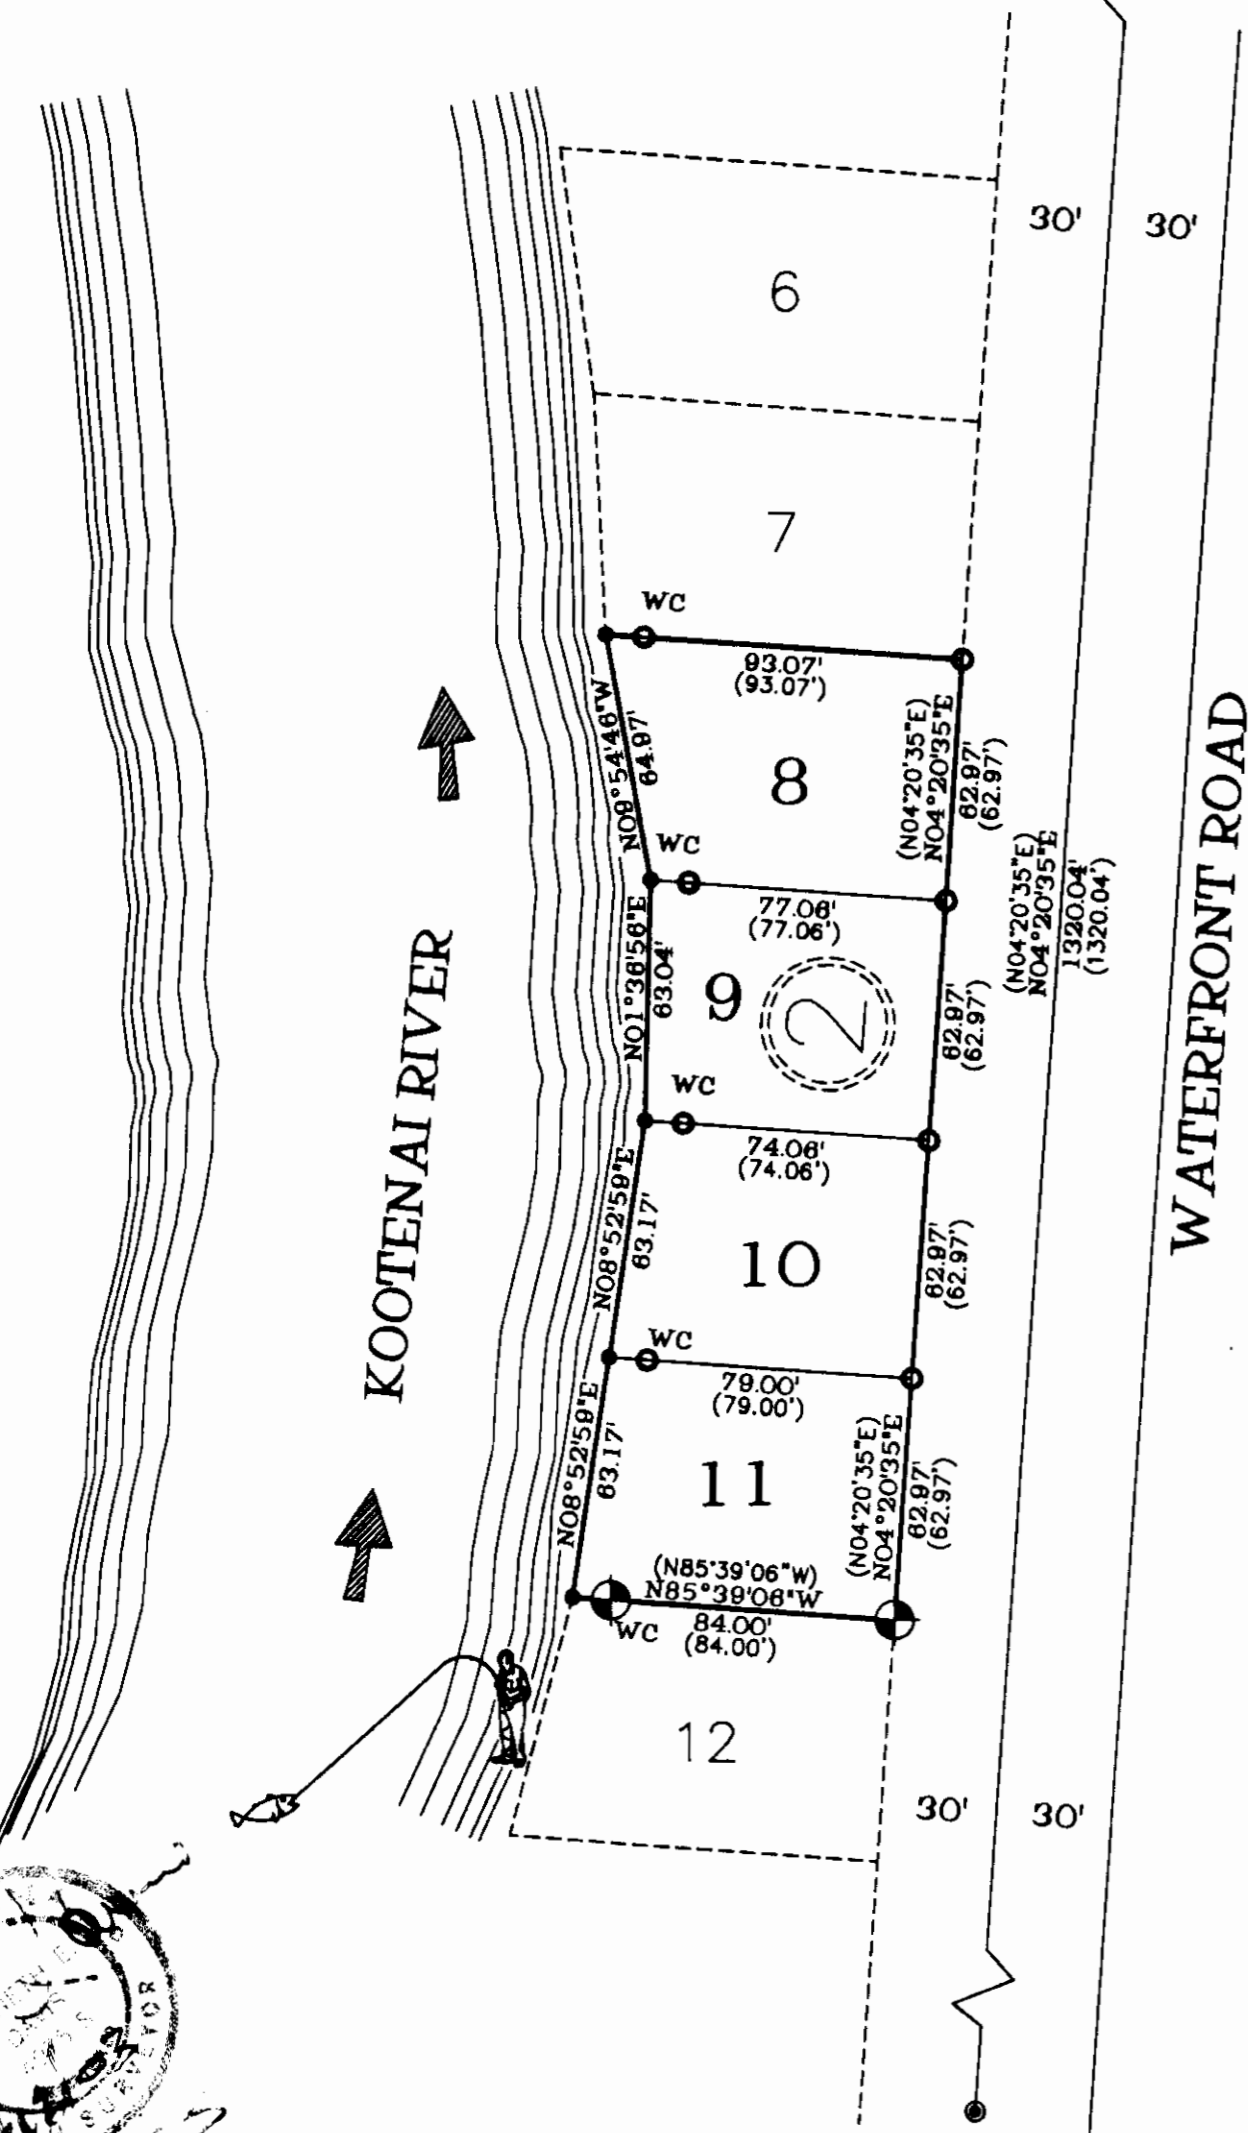 30'
30'
6
7
WC
93.07'
(93.07')
N09°54'46"W
64.97'
8
(N04°20'35"E)
N04°20'35"E
62.97'
(62.97')
WC
77.06'
(77.06')
(N04°20'35"E)
N04°20'35"E
1320.04'
(1320.04')
WATERFRONT ROAD
KOOTENAI RIVER
N01°36'56"E
63.04'
9
2
62.97'
(62.97')
WC
74.06'
(74.06')
N08°52'59"E
63.17'
10
62.97'
(62.97')
WC
79.00'
(79.00')
N08°52'59"E
63.17'
11
(N04°20'35"E)
N04°20'35"E
62.97'
(62.97')
(N85°39'06"W)
N85°39'06"W
84.00'
(84.00')
WC
12
30'
30'
SURVEYOR